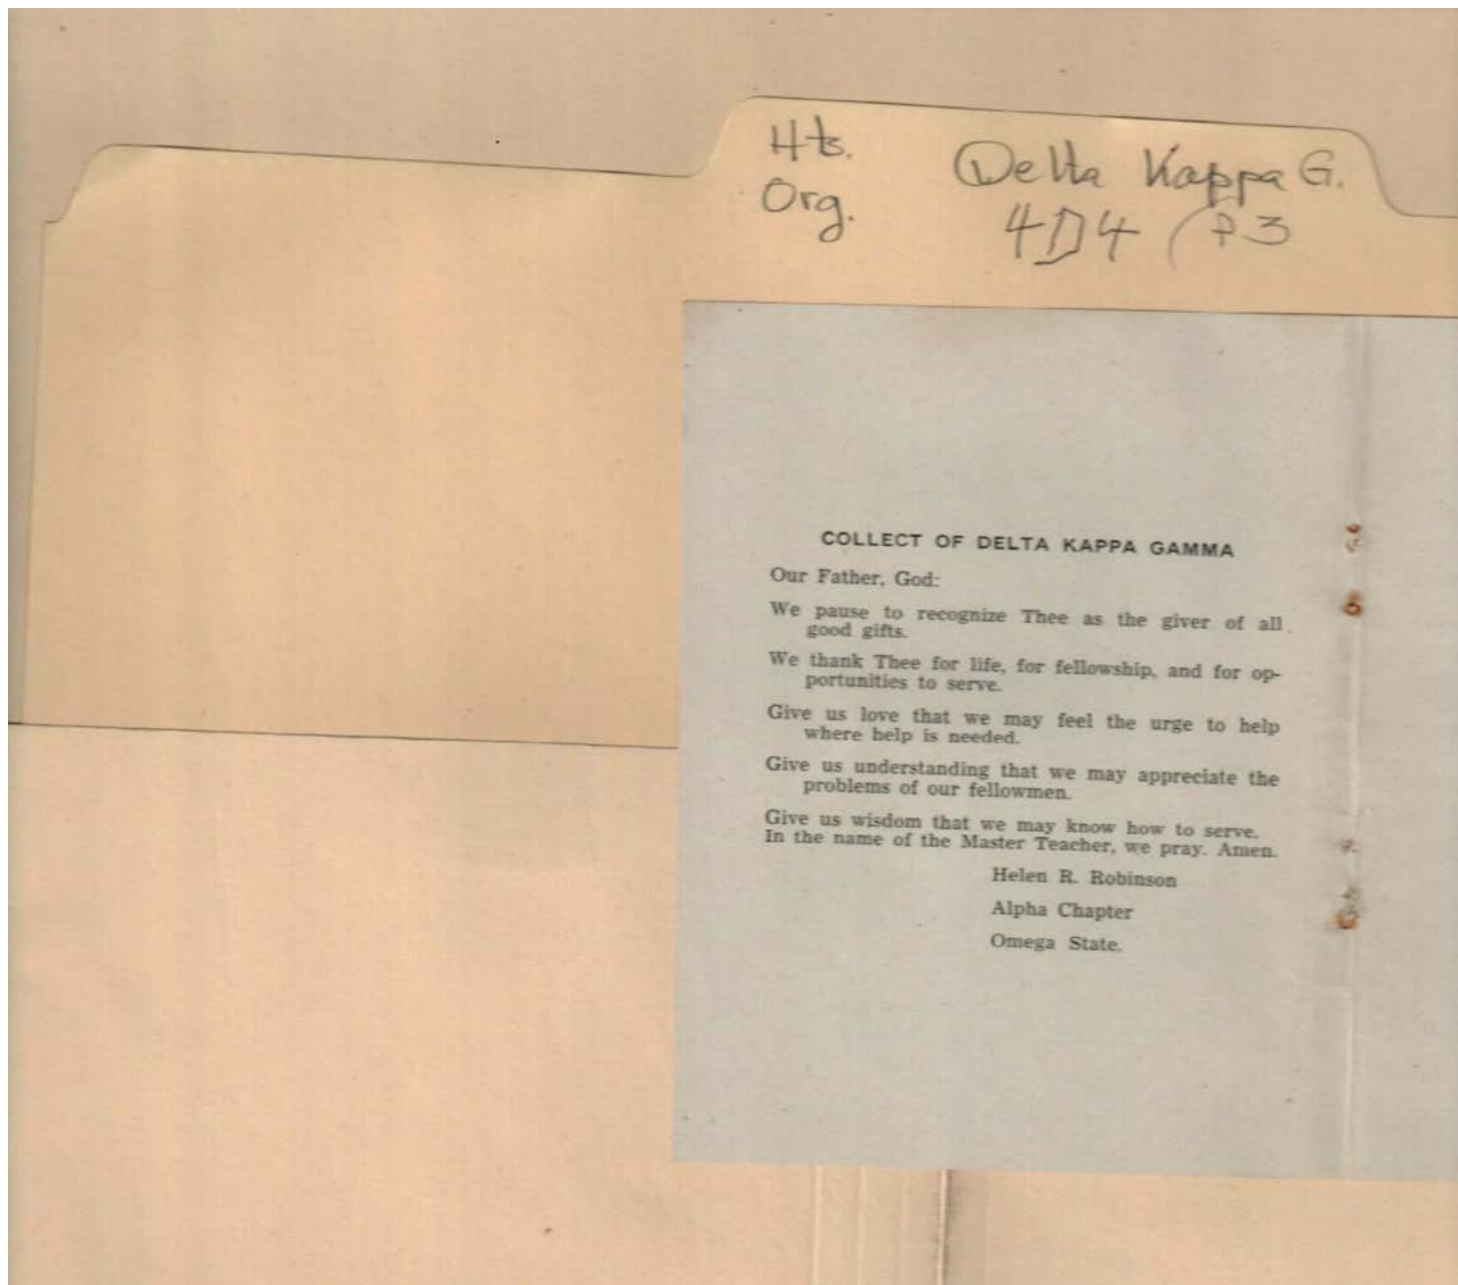 Hts. Delta Kappa G.
Org. 4D4 (P3
COLLECT OF DELTA KAPPA GAMMA
Our Father, God:
We pause to recognize Thee as the giver of all
good gifts.
We thank Thee for life, for fellowship, and for op-
portunities to serve.
Give us love that we may feel the urge to help
where help is needed.
Give us understanding that we may appreciate the
problems of our fellowmen.
Give us wisdom that we may know how to serve.
In the name of the Master Teacher, we pray. Amen.
Helen R. Robinson
Alpha Chapter
Omega State.